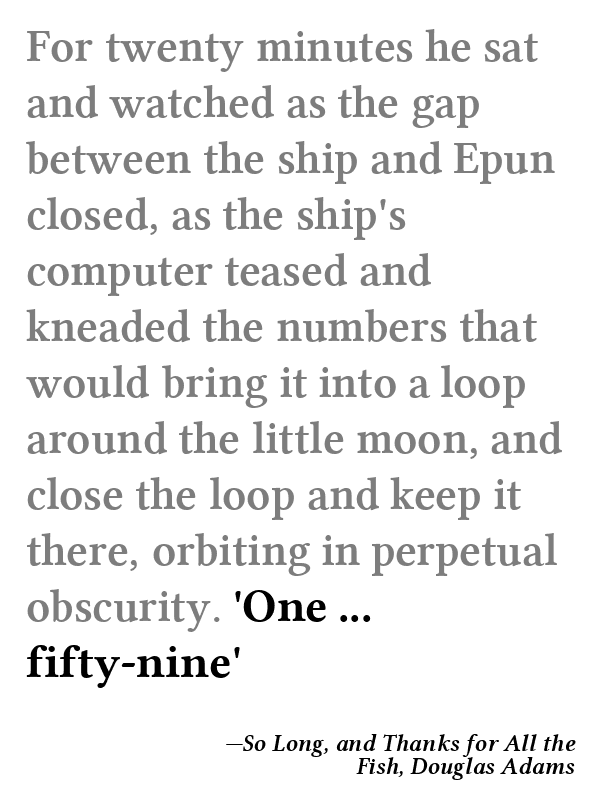 For twenty minutes he sat
and watched as the gap
between the ship and Epun
closed, as the ship's
computer teased and
kneaded the numbers that
would bring it into a loop
around the little moon, and
close the loop and keep it
there, orbiting in perpetual
obscurity. 'One ...
fifty-nine'
—So Long, and Thanks for All the
Fish, Douglas Adams